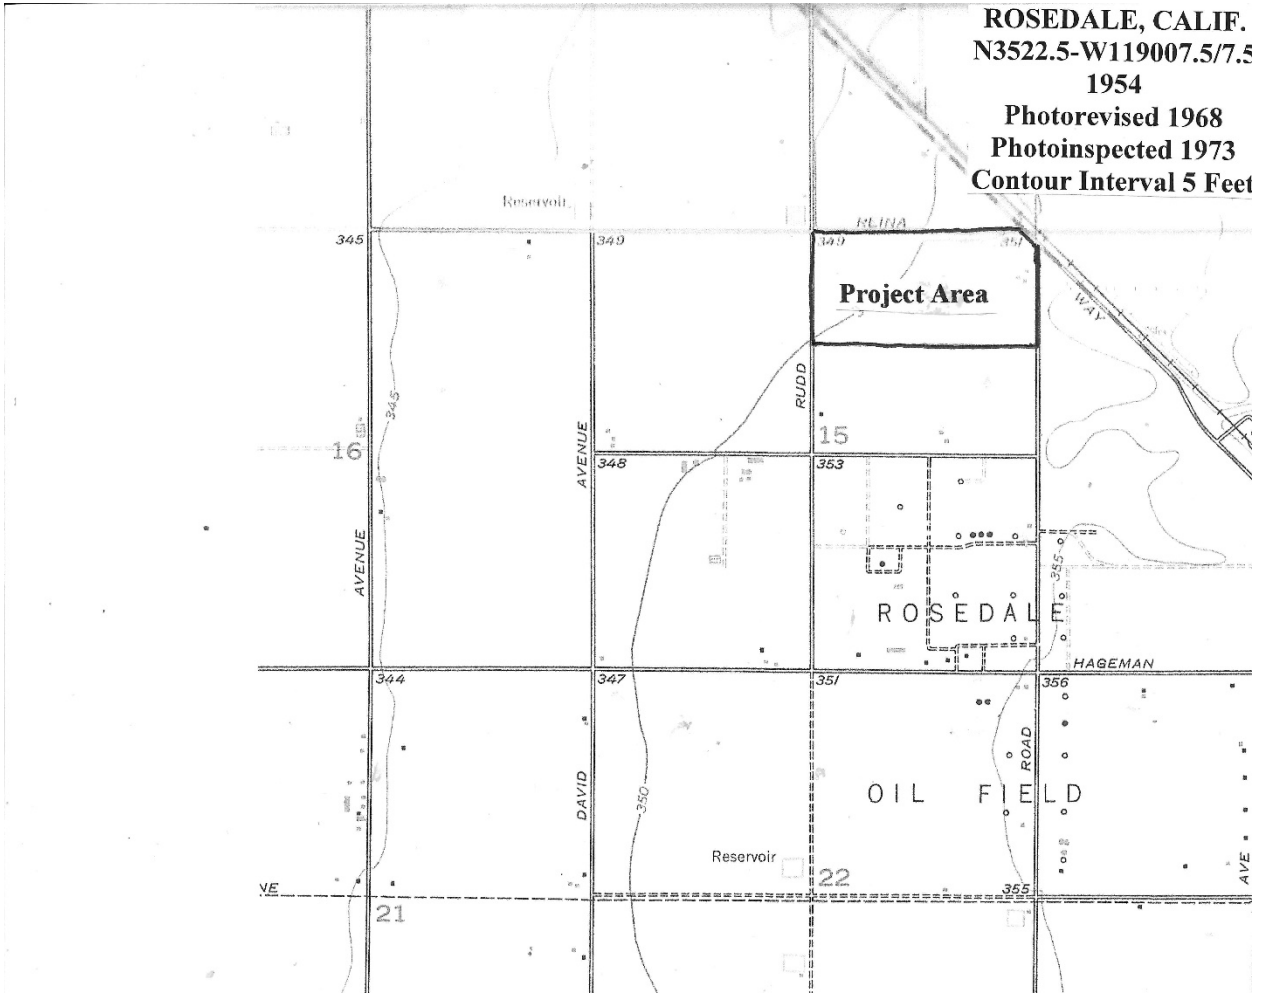 ROSEDALE, CALIF.
N3522.5-W119007.5/7.5
1954
Photorevised 1968
Photoinspected 1973
Contour Interval 5 Feet
Reservoir
345
349
349
351
Project Area
WAY
RUDD
345
16
AVENUE
15
348
353
AVENUE
355
ROSEDALE
HAGEMAN
344
347
351
356
ROAD
DAVID
350
OIL FIELD
Reservoir
22
355
AVE
VE
21